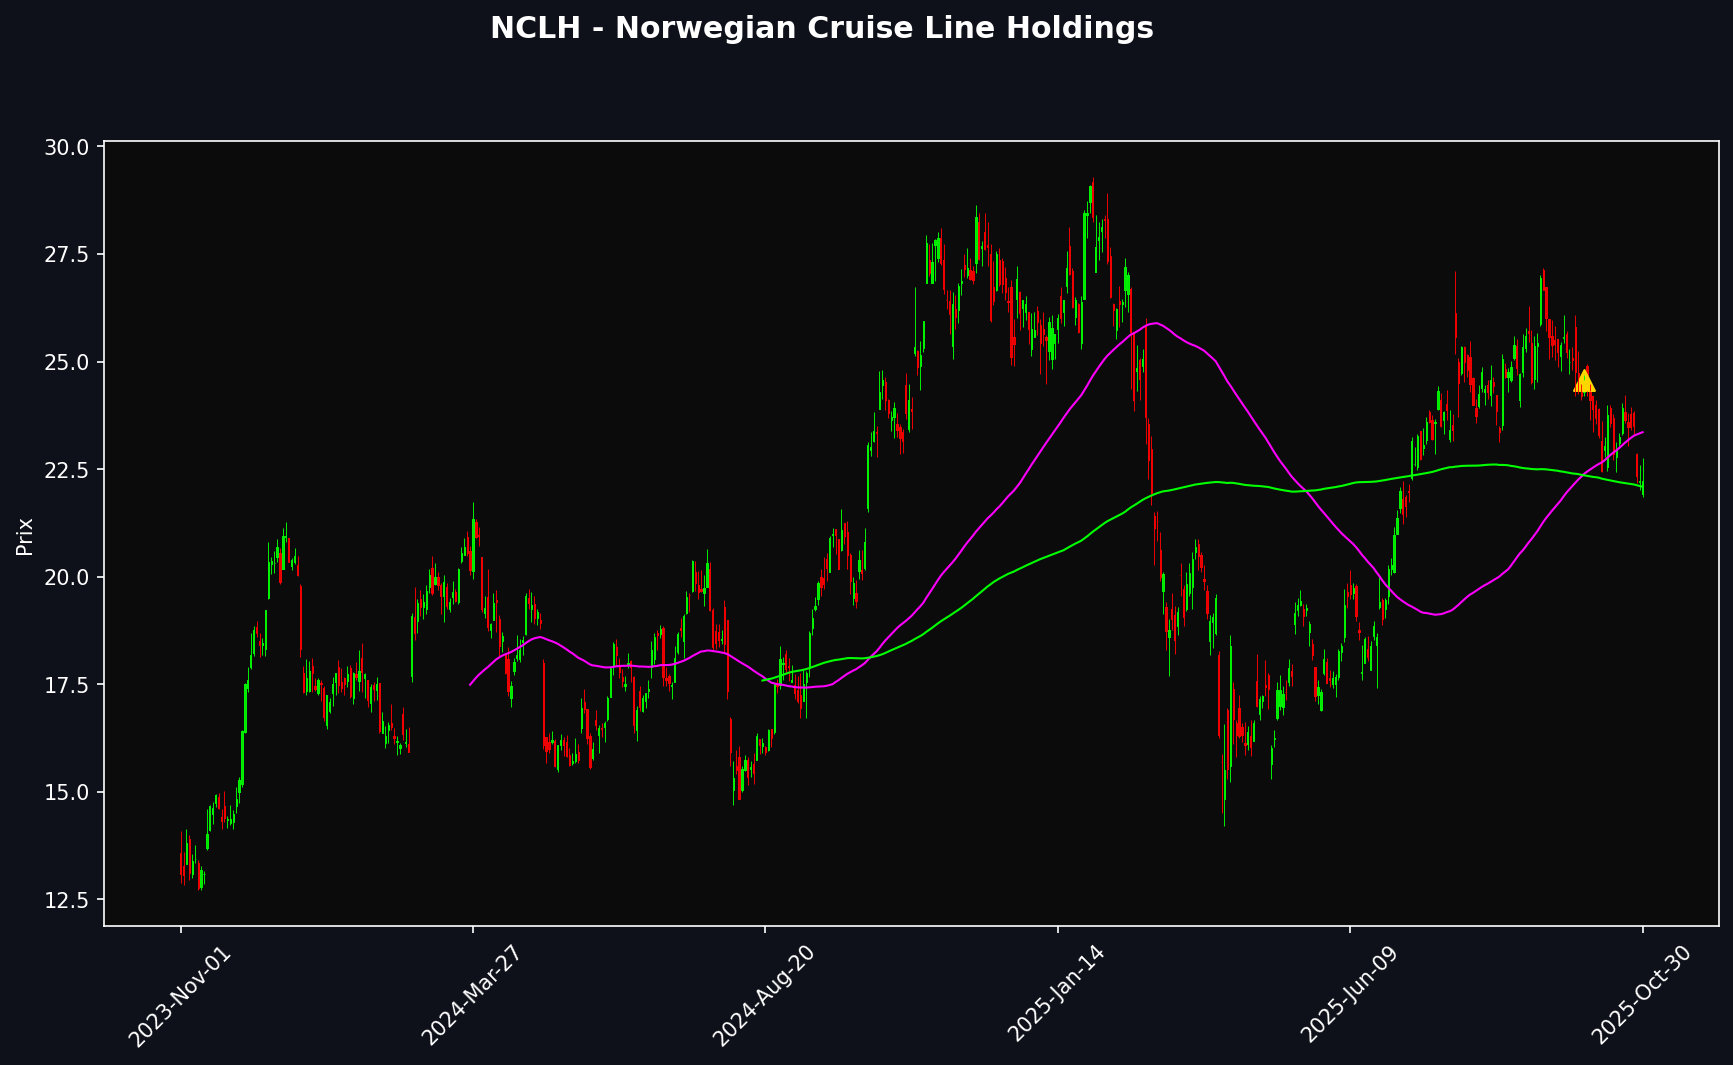 NCLH - Norwegian Cruise Line Holdings
Prix
30.0
27.5
25.0
22.5
20.0
17.5
15.0
12.5
2023-Nov-01
2024-Mar-27
2024-Aug-20
2025-Jan-14
2025-Jun-09
2025-Oct-30